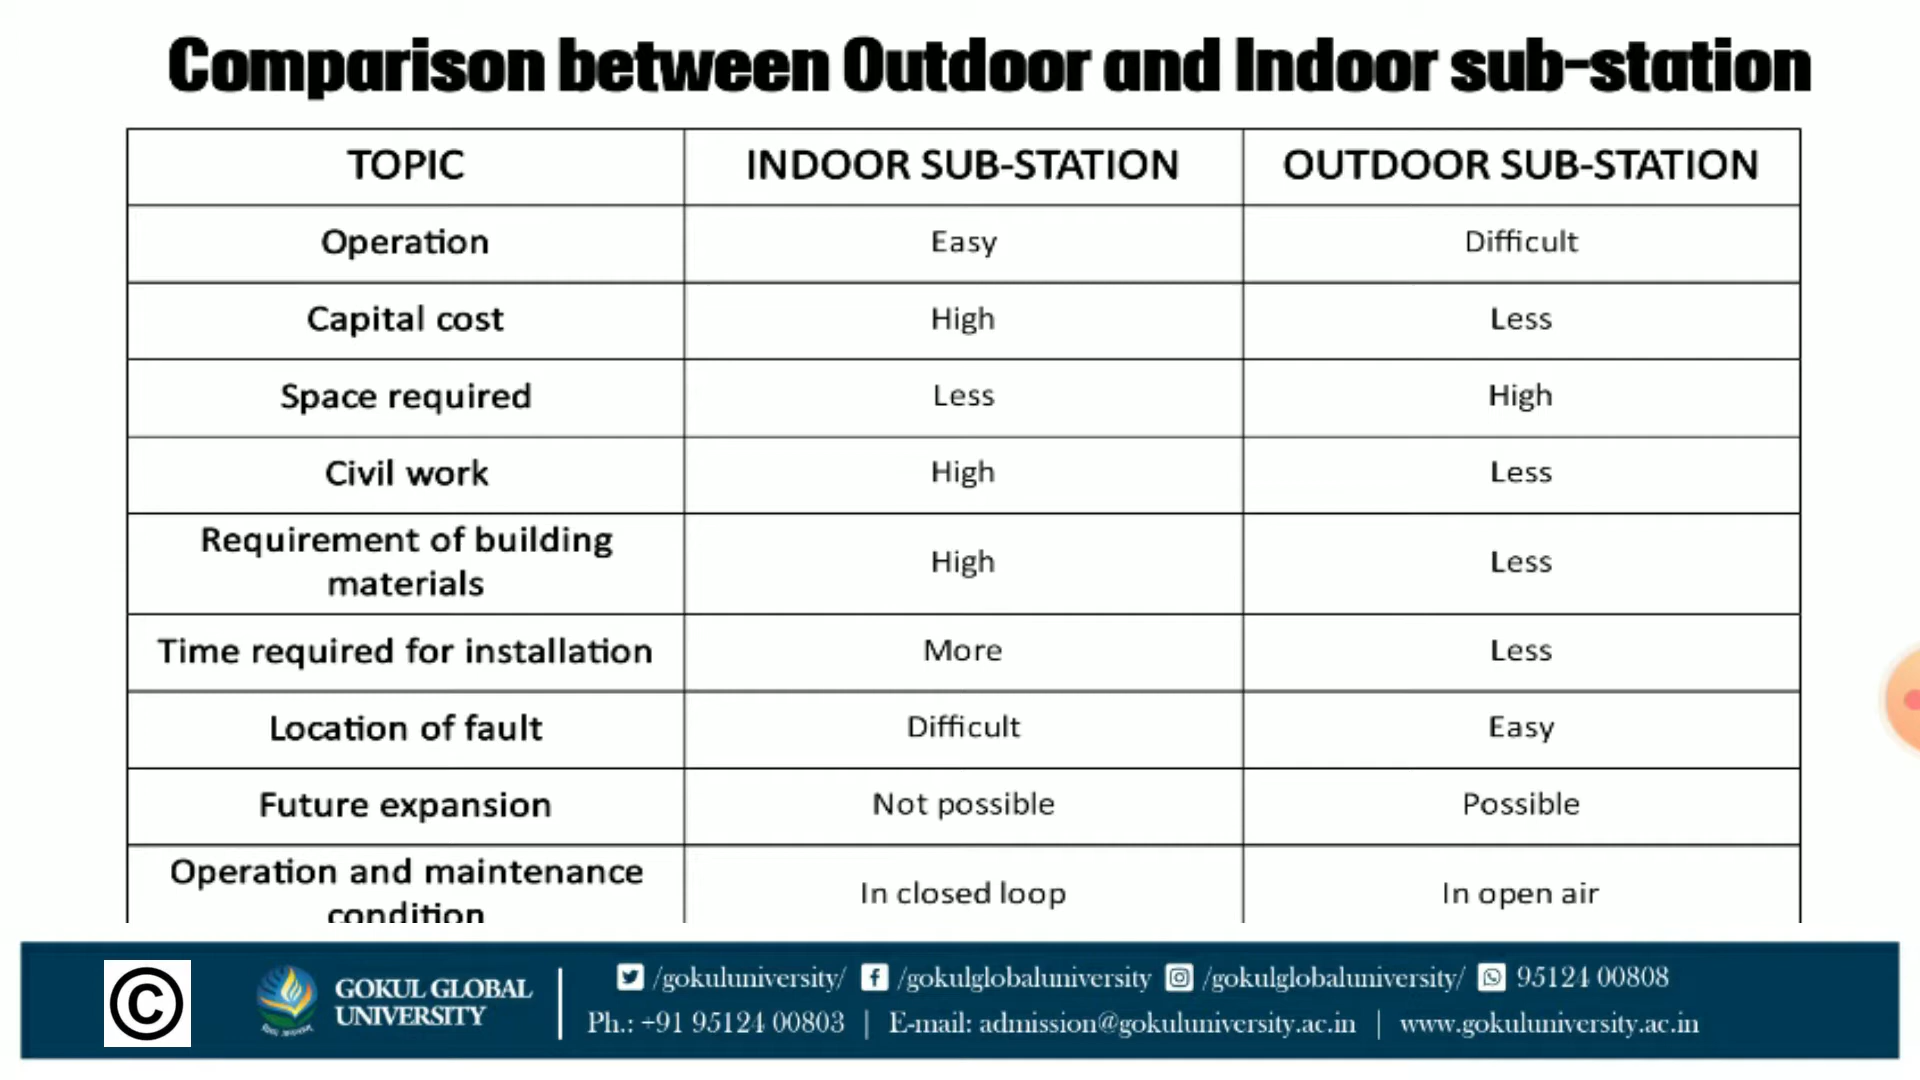 Comparison between Outdoor and Indoor sub-station
TOPIC INDOOR SUB-STATION OUTDOOR SUB-STATION
Operation Easy Difficult
Capital cost High Less
Space required Less High
Civil work High Less
Requirement of building
materials High Less
Time required for installation More Less
Location of fault Difficult Easy
Future expansion Not possible Possible
Operation and maintenance
condition In closed loop In open air
©
GOKUL GLOBAL
UNIVERSITY
/gokuluniversity/ /gokulglobaluniversity /gokulglobaluniversity/ 95124 00808
Ph.: +91 95124 00803 | E-mail: admission@gokuluniversity.ac.in | www.gokuluniversity.ac.in